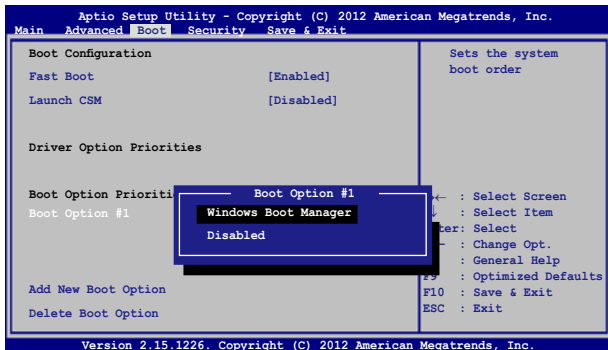 Aptio Setup Utility - Copyright (C) 2012 American Megatrends, Inc.
Main Advanced Boot Security Save & Exit
Boot Configuration
Fast Boot [Enabled]
Launch CSM [Disabled]
Driver Option Priorities
Boot Option Prioriti
Boot Option #1
Boot Option #1
Windows Boot Manager
Disabled
Add New Boot Option
Delete Boot Option
Sets the system
boot order
← : Select Screen
: Select Item
ter: Select
: Change Opt.
: General Help
F9 : Optimized Defaults
F10 : Save & Exit
ESC : Exit
Version 2.15.1226. Copyright (C) 2012 American Megatrends, Inc.